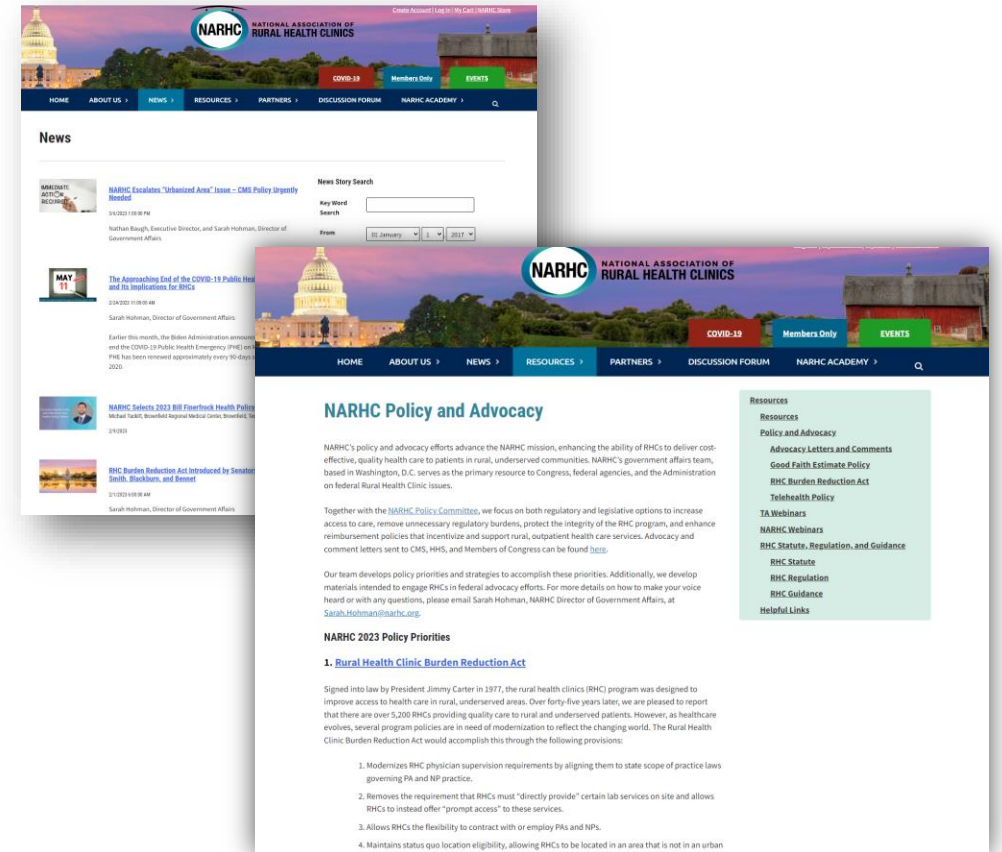 Create Account | Log In | My Cart | NARHC Store
NARHC
NATIONAL ASSOCIATION OF
RURAL HEALTH CLINICS
COVID-19
Members Only
EVENTS
HOME
ABOUT US >
NEWS >
RESOURCES >
PARTNERS >
DISCUSSION FORUM
NARHC ACADEMY >
News
IMMEDIATE
ACTION
REQUIRED
NARHC Escalates "Urbanized Area" Issue – CMS Policy Urgently
Needed
1:00:00 PM
Nathan Baugh, Executive Director, and Sarah Hohman, Director of
Government Affairs
News Story Search
Key Word
Search
From
01 January
1
2017
MAY
11
The Approaching End of the COVID-19 Public
and Its Implications for RHCs
2/24/2023 11:00:00 AM
Sarah Hohman, Director of Government Affairs
Earlier this month, the Biden Administration
end the COVID-19 Public Health Emergency (PHE)
PHE has been renewed approximately every 90-days
2020.
NARHC Selects 2023 Bill Finerfrock Health Policy
Michael Tackitt, Brownfield Regional Medical Center, Brownfield,
2/9/2023
RHC Burden Reduction Act Introduced by Senators
Smith, Blackburn, and Bennet
Sarah Hohman, Director of Government Affairs
NARHC
NATIONAL ASSOCIATION OF
RURAL HEALTH CLINICS
COVID-19
Members Only
EVENTS
HOME
ABOUT US >
NEWS >
RESOURCES >
PARTNERS >
DISCUSSION FORUM
NARHC ACADEMY >
NARHC Policy and Advocacy
NARHC's policy and advocacy efforts advance the NARHC mission, enhancing the ability of RHCs to deliver cost-
effective, quality health care to patients in rural, underserved communities. NARHC's government affairs team,
based in Washington, D.C. serves as the primary resource to Congress, federal agencies, and the Administration
on federal Rural Health Clinic issues.
Together with the NARHC Policy Committee, we focus on both regulatory and legislative options to increase
access to care, remove unnecessary regulatory burdens, protect the integrity of the RHC program, and enhance
reimbursement policies that incentivize and support rural, outpatient health care services. Advocacy and
comment letters sent to CMS, HHS, and Members of Congress can be found here.
Our team develops policy priorities and strategies to accomplish these priorities. Additionally, we develop
materials intended to engage RHCs in federal advocacy efforts. For more details on how to make your voice
heard or with any questions, please email Sarah Hohman, NARHC Director of Government Affairs, at
Sarah.Hohman@narhc.org.
NARHC 2023 Policy Priorities
1. Rural Health Clinic Burden Reduction Act
Signed into law by President Jimmy Carter in 1977, the rural health clinics (RHC) program was designed to
improve access to health care in rural, underserved areas. Over forty-five years later, we are pleased to report
that there are over 5,200 RHCs providing quality care to rural and underserved patients. However, as healthcare
evolves, several program policies are in need of modernization to reflect the changing world. The Rural Health
Clinic Burden Reduction Act would accomplish this through the following provisions:
1. Modernizes RHC physician supervision requirements by aligning them to state scope of practice laws
governing PA and NP practice.
2. Removes the requirement that RHCs must "directly provide" certain lab services on site and allows
RHCs to instead offer "prompt access" to these services.
3. Allows RHCs the flexibility to contract with or employ PAs and NPs.
4. Maintains status quo location eligibility, allowing RHCs to be located in an area that is not in an urban
Resources
Resources
Policy and Advocacy
Advocacy Letters and Comments
Good Faith Estimate Policy
RHC Burden Reduction Act
Telehealth Policy
TA Webinars
NARHC Webinars
RHC Statute, Regulation, and Guidance
RHC Statute
RHC Regulation
RHC Guidance
Helpful Links